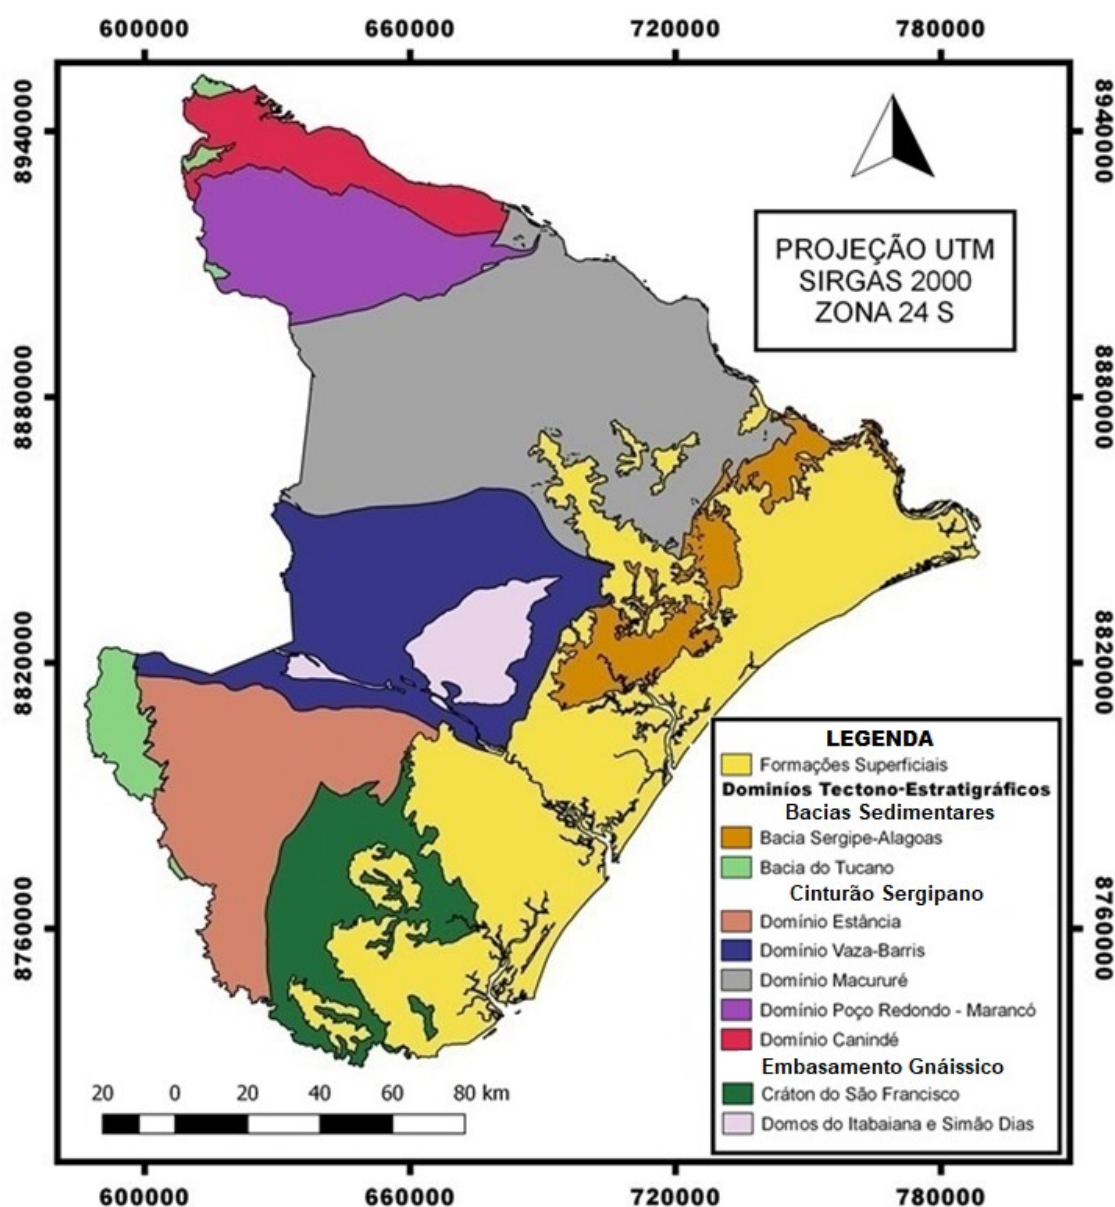 600000 660000 720000 780000
8940000
8940000
PROJEÇÃO UTM
SIRGAS 2000
ZONA 24 S
8880000
8880000
8820000
8820000
LEGENDA
Formações Superficiais
Domínios Tectono-Estratigráficos
Bacias Sedimentares
Bacia Sergipe-Alagoas
Bacia do Tucano
Cinturão Sergipano
Domínio Estância
Domínio Vaza-Barris
Domínio Macururé
Domínio Poço Redondo - Marancó
Domínio Canindé
Embasamento Gnáissico
Cráton do São Francisco
Domos do Itabaiana e Simão Dias
8760000
8760000
20 0 20 40 60 80 km
600000 660000 720000 780000